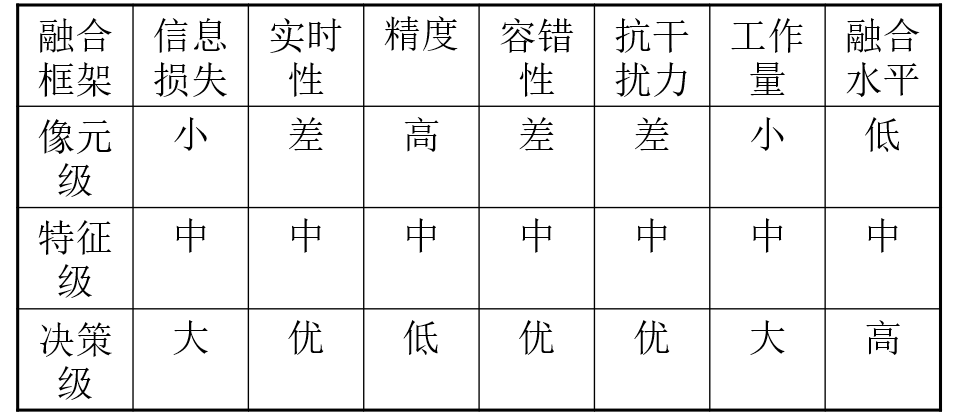 融合框架 信息损失 实时性 精度 容错性 抗干扰力 工作量 融合水平
像元级 小 差 高 差 差 小 低
特征级 中 中 中 中 中 中 中
决策级 大 优 低 优 优 大 高